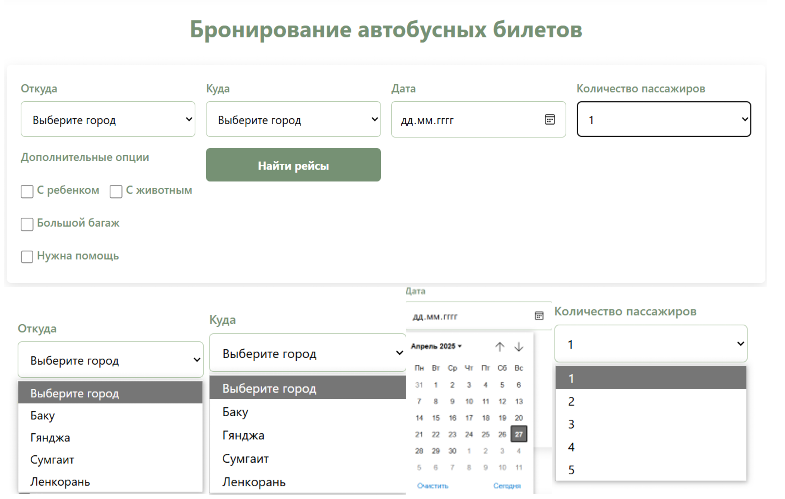 Бронирование автобусных билетов
Откуда Куда Дата Количество пассажиров
Выберите город Выберите город дд.мм.гггг 1
Дополнительные опции Найти рейсы
С ребенком С животным
Большой багаж
Нужна помощь
Откуда
Выберите город
Выберите город
Баку
Гянджа
Сумгаит
Ленкорань
Куда
Выберите город
Выберите город
Баку
Гянджа
Сумгаит
Ленкорань
Дата
дд.мм.гггг
Апрель 2025
Пн Вт Ср Чт Пт Сб Вс
31 1 2 3 4 5 6
7 8 9 10 11 12 13
14 15 16 17 18 19 20
21 22 23 24 25 26 27
28 29 30 1 2 3 4
5 6 7 8 9 10 11
Очистить Сегодня
Количество пассажиров
1
1
2
3
4
5